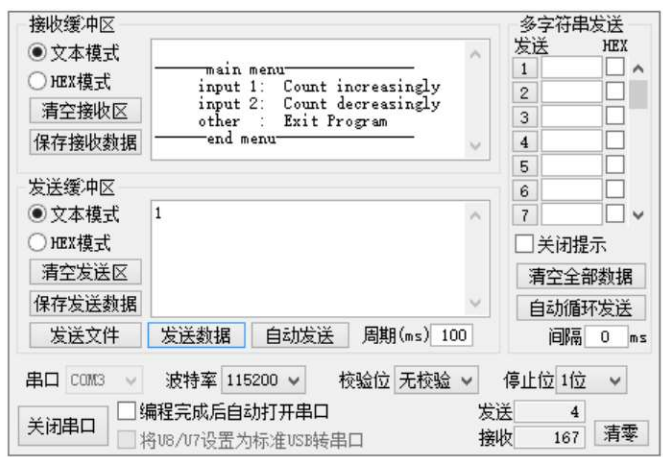 接收缓冲区
文本模式
HEX模式
清空接收区
保存接收数据
main menu
input 1: Count increasingly
input 2: Count decreasingly
other : Exit Program
end menu
多字符串发送
发送 HEX
1
2
3
4
5
6
7
关闭提示
清空全部数据
自动循环发送
间隔 0 ms
发送缓冲区
文本模式
HEX模式
清空发送区
保存发送数据
1
发送文件 发送数据 自动发送 周期(ms) 100
串口 COM3 波特率 115200 校验位 无校验 停止位 1位
关闭串口
编程完成后自动打开串口
将U8/U7设置为标准USB转串口
发送 4
接收 167 清零